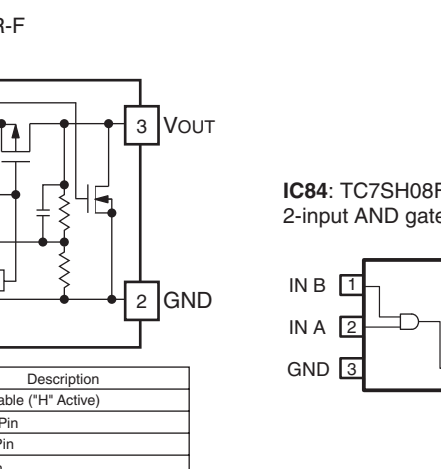 R-F
3 VOUT
2 GND
Description
able ("H" Active)
Pin
Pin
IC84: TC7SH08F
2-input AND gate
IN B 1
IN A 2
GND 3